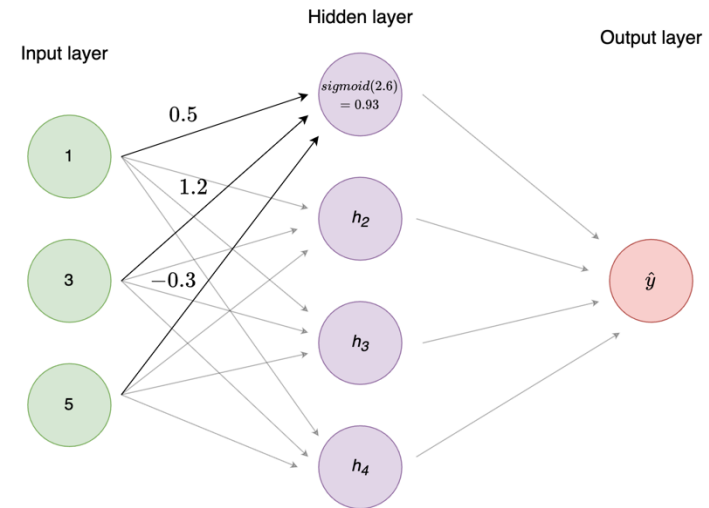 Hidden layer
Output layer
Input layer
sigmoid(2.6)
= 0.93
0.5
1
1.2
h₂
3
−0.3
ŷ
h₃
5
h₄